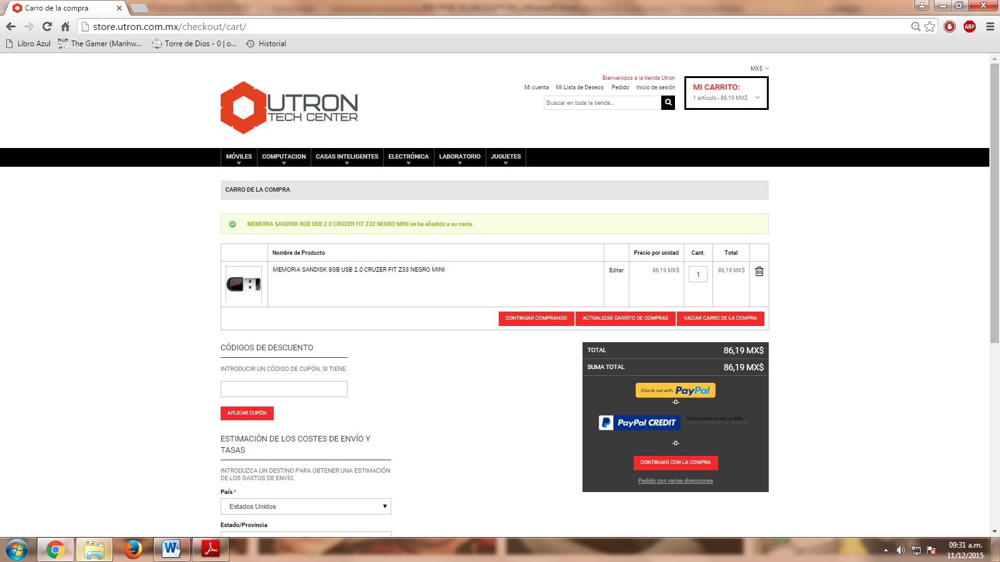 Carro de la compra
store.utron.com.mx/checkout/cart/
ABP
Libro Azul
The Gamer (Manhw...
Torre de Dios - 0 | o...
Historial
MX$
Bienvenidos a la tienda Utron
Mi cuenta Mi Lista de Deseos: Pedido Inicio de sesión
Buscar en toda la tienda...
MI CARRITO:
1 artículo - 86,19 MX$
UTRON
TECH CENTER
MÓVILES COMPUTACION CASAS INTELIGENTES ELECTRÓNICA LABORATORIO JUGUETES
CARRO DE LA COMPRA
MEMORIA SANDISK 8GB USB 2.0 CRUZER FIT Z33 NEGRO MINI se ha añadido a su cesta
Nombre de Producto Precio por unidad Cant. Total
MEMORIA SANDISK 8GB USB 2.0 CRUZER FIT Z33 NEGRO MINI Editar 86,19 MX$ 1 86,19 MX$
CONTINUAR COMPRANDO ACTUALIZAR CARRITO DE COMPRAS VACIAR CARRO DE LA COMPRA
CÓDIGOS DE DESCUENTO
INTRODUCIR UN CÓDIGO DE CUPÓN, SI TIENE.
APLICAR CUPÓN
ESTIMACIÓN DE LOS COSTES DE ENVÍO Y
TASAS
INTRODUZCA UN DESTINO PARA OBTENER UNA ESTIMACIÓN
DE LOS GASTOS DE ENVÍO.
País*
Estados Unidos
Estado/Provincia
TOTAL 86,19 MX$
SUMA TOTAL 86,19 MX$
Check out with PayPal
-O-
PayPal CREDIT
Get 6 months to pay on $99+
-O-
CONTINUAR CON LA COMPRA
Pedido con varias direcciones
09:31 a.m.
11/12/2015